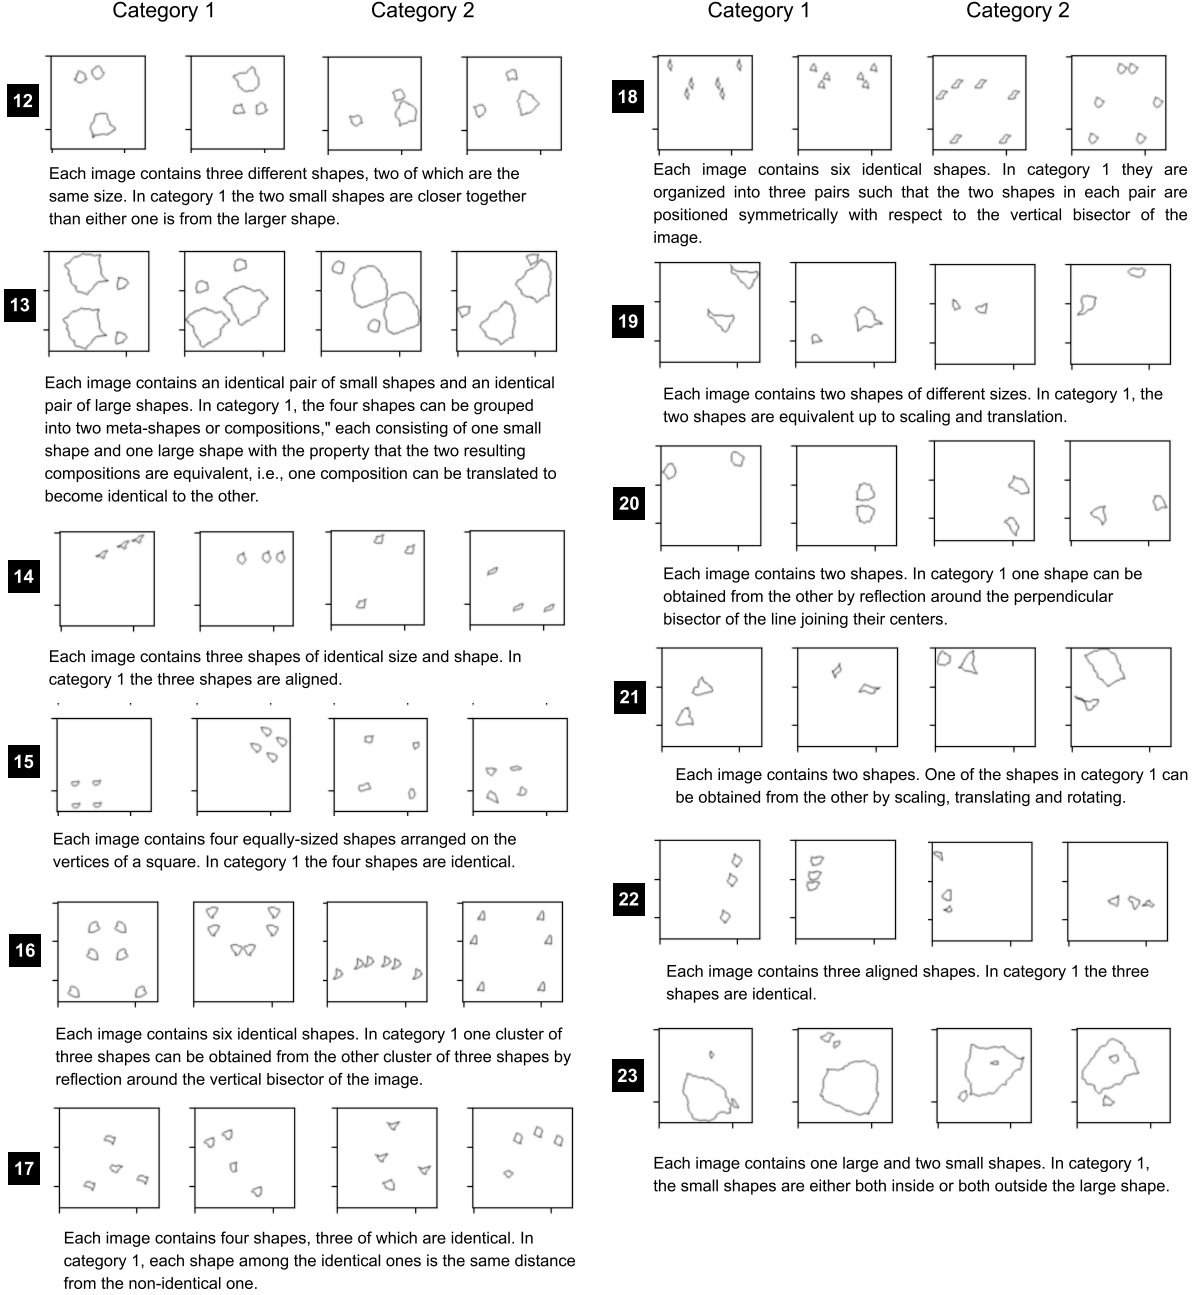 Category 1
Category 2
12
Each image contains three different shapes, two of which are the
same size. In category 1 the two small shapes are closer together
than either one is from the larger shape.
13
Each image contains an identical pair of small shapes and an identical
pair of large shapes. In category 1, the four shapes can be grouped
into two meta-shapes or compositions," each consisting of one small
shape and one large shape with the property that the two resulting
compositions are equivalent, i.e., one composition can be translated to
become identical to the other.
14
Each image contains three shapes of identical size and shape. In
category 1 the three shapes are aligned.
15
Each image contains four equally-sized shapes arranged on the
vertices of a square. In category 1 the four shapes are identical.
16
Each image contains six identical shapes. In category 1 one cluster of
three shapes can be obtained from the other cluster of three shapes by
reflection around the vertical bisector of the image.
17
Each image contains four shapes, three of which are identical. In
category 1, each shape among the identical ones is the same distance
from the non-identical one.
Category 1
Category 2
18
Each image contains six identical shapes. In category 1 they are
organized into three pairs such that the two shapes in each pair are
positioned symmetrically with respect to the vertical bisector of the
image.
19
Each image contains two shapes of different sizes. In category 1, the
two shapes are equivalent up to scaling and translation.
20
Each image contains two shapes. In category 1 one shape can be
obtained from the other by reflection around the perpendicular
bisector of the line joining their centers.
21
Each image contains two shapes. One of the shapes in category 1 can
be obtained from the other by scaling, translating and rotating.
22
Each image contains three aligned shapes. In category 1 the three
shapes are identical.
23
Each image contains one large and two small shapes. In category 1,
the small shapes are either both inside or both outside the large shape.